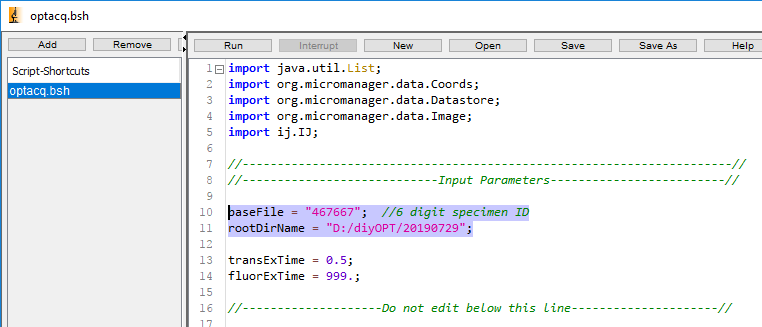 optacq.bsh
Add Remove
Run Interrupt New Open Save Save As Help
Script-Shortcuts
optacq.bsh
1 import java.util.List;
2 import org.micromanager.data.Coords;
3 import org.micromanager.data.Datastore;
4 import org.micromanager.data.Image;
5 import ij.IJ;
6
7 //----------------------------------------------------------------------//
8 //----------------------------Input Parameters-------------------------//
9
10 baseFile = "467667";  //6 digit specimen ID
11 rootDirName = "D:/diyOPT/20190729";
12
13 transExTime = 0.5;
14 fluorExTime = 999.;
15
16 //--------------------Do not edit below this line---------------------//
17